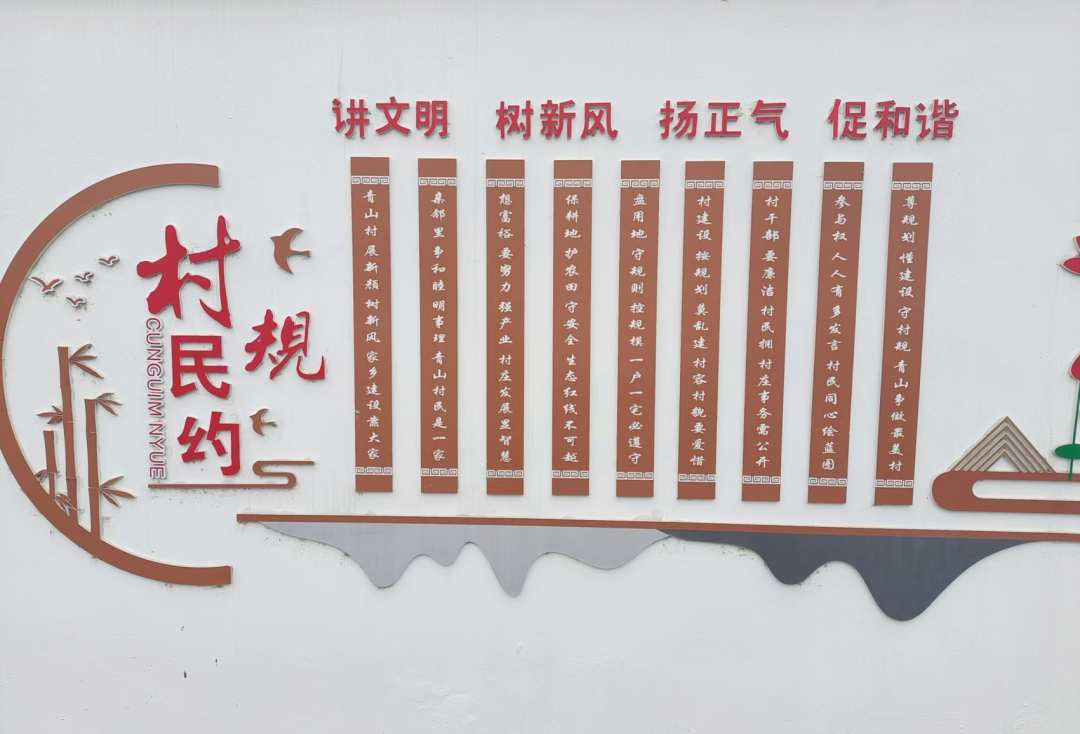 讲文明 树新风 扬正气 促和谐
村规
民约
CUNGUIMINYUE
青山村 展新颜 树新风 家乡建设靠大家
亲邻里 争和睦 明事理 青山村民是一家
想富裕 要努力 强产业 村庄发展显智慧
保耕地 护农田 守安全 生态红线不可越
盘用地 守规则 控规模 一户一宅必遵守
村建设 按规划 莫乱建 村容村貌要爱惜
村干部 要廉洁 村民拥 村庄事务需公开
参与权 人人有 多发言 村民同心绘蓝图
尊规划 懂建设 守村规 青山争做最美村